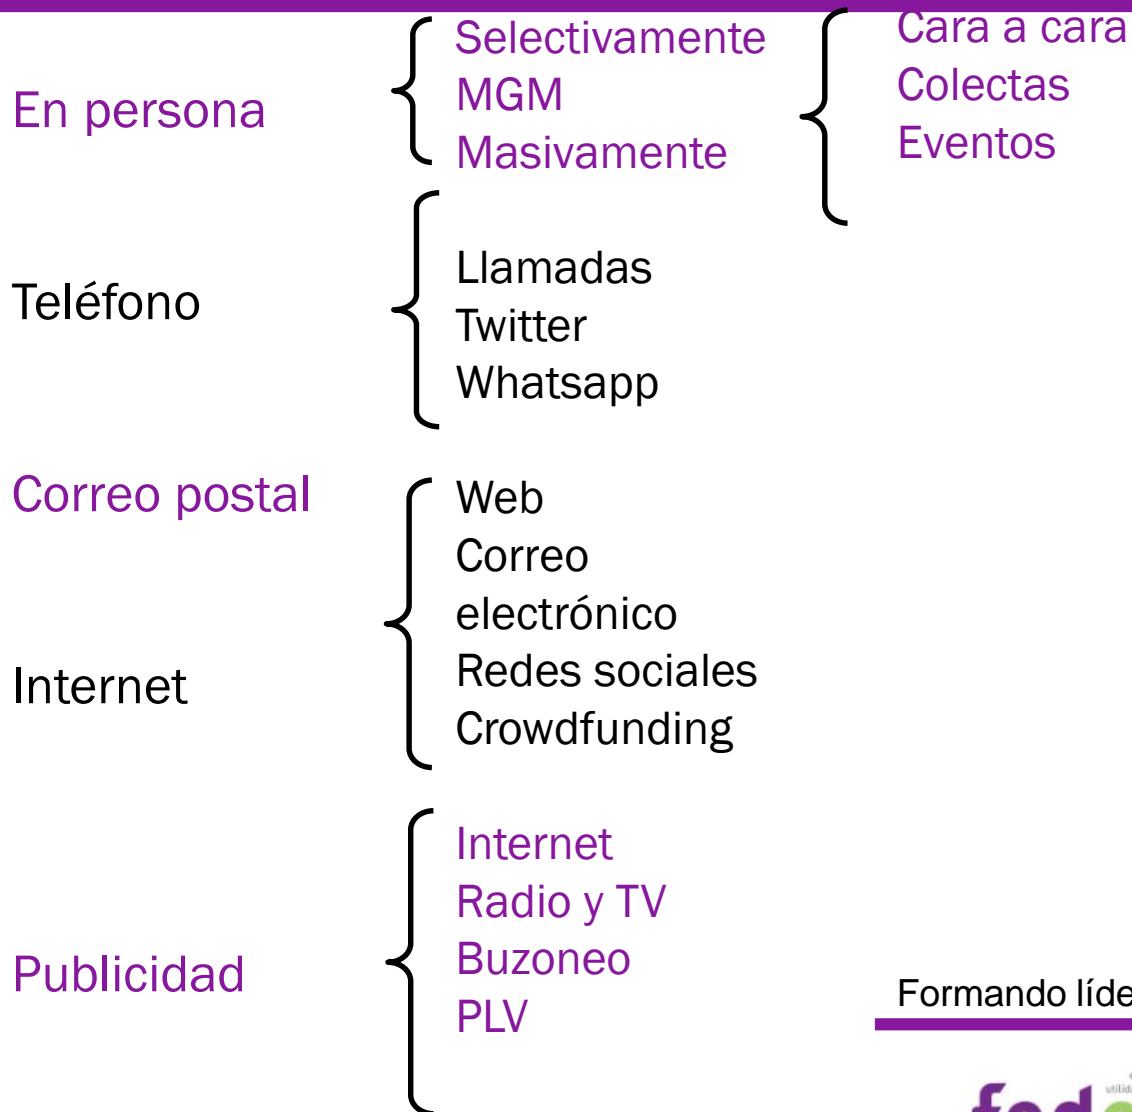 En persona
Selectivamente
MGM
Masivamente
Cara a cara
Colectas
Eventos
Teléfono
Llamadas
Twitter
Whatsapp
Correo postal
Internet
Web
Correo
electrónico
Redes sociales
Crowdfunding
Publicidad
Internet
Radio y TV
Buzoneo
PLV
Formando